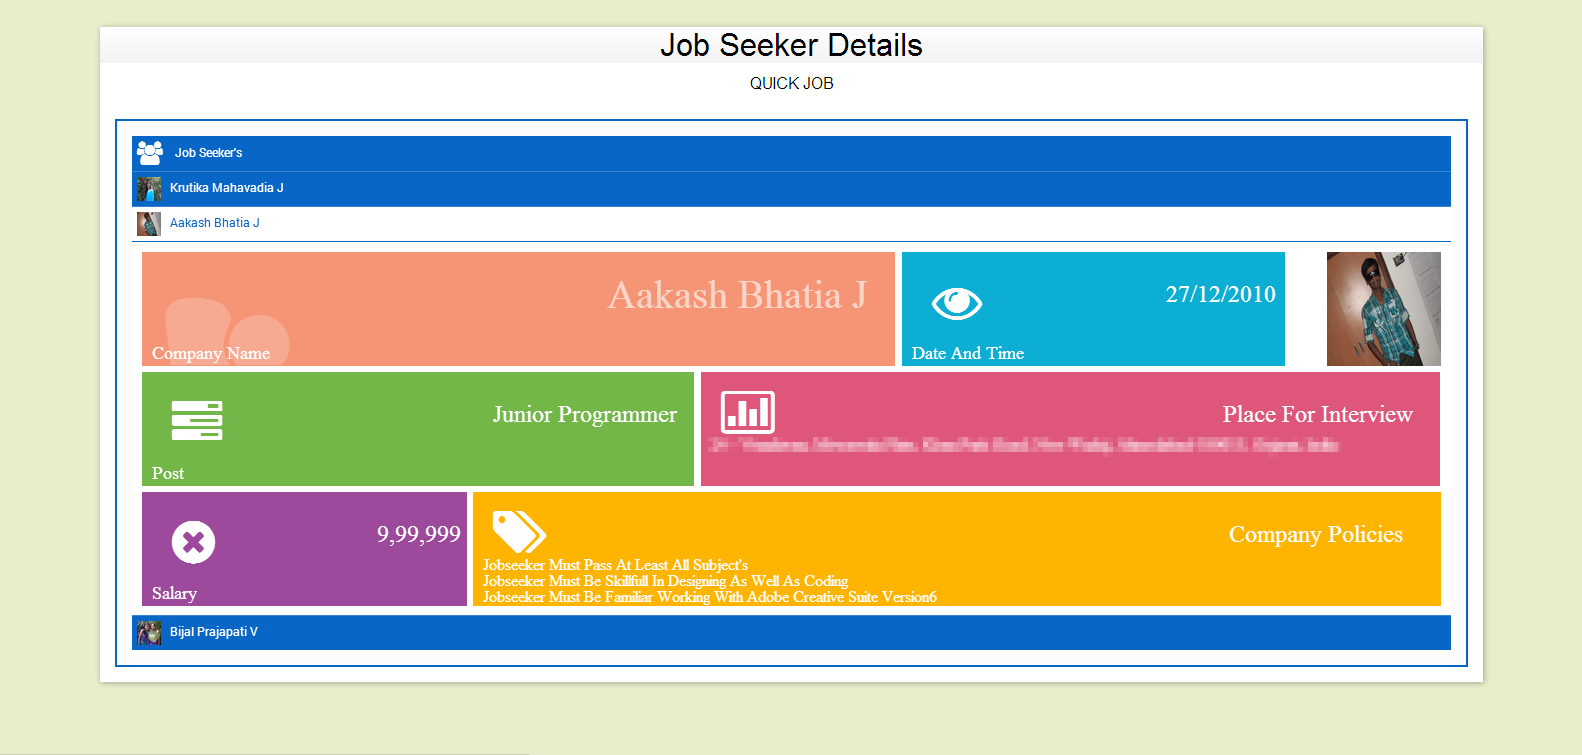 Job Seeker Details
QUICK JOB
Job Seeker's
Krutika Mahavadia J
Aakash Bhatia J
Aakash Bhatia J
Company Name
27/12/2010
Date And Time
Junior Programmer
Post
Place For Interview
9,99,999
Salary
Company Policies
Jobseeker Must Pass At Least All Subject's
Jobseeker Must Be Skillfull In Designing As Well As Coding
Jobseeker Must Be Familiar Working With Adobe Creative Suite Version6
Bijal Prajapati V